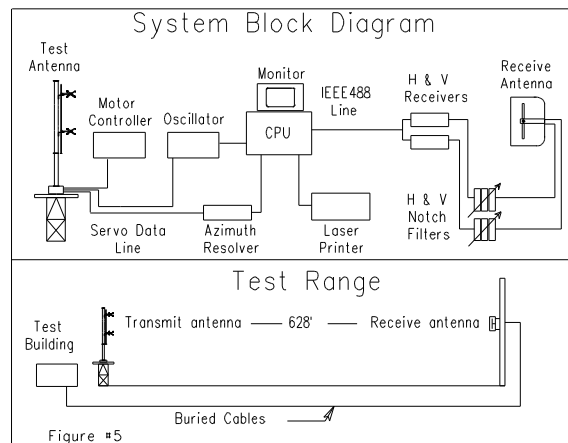 System Block Diagram
Test
Antenna
Motor
Controller
Oscillator
Monitor
CPU
IEEE488
Line
H & V
Receivers
Receive
Antenna
Servo Data
Line
Azimuth
Resolver
Laser
Printer
H & V
Notch
Filters
Test Range
Test
Building
Transmit antenna
628'
Receive antenna
Buried Cables
Figure #5